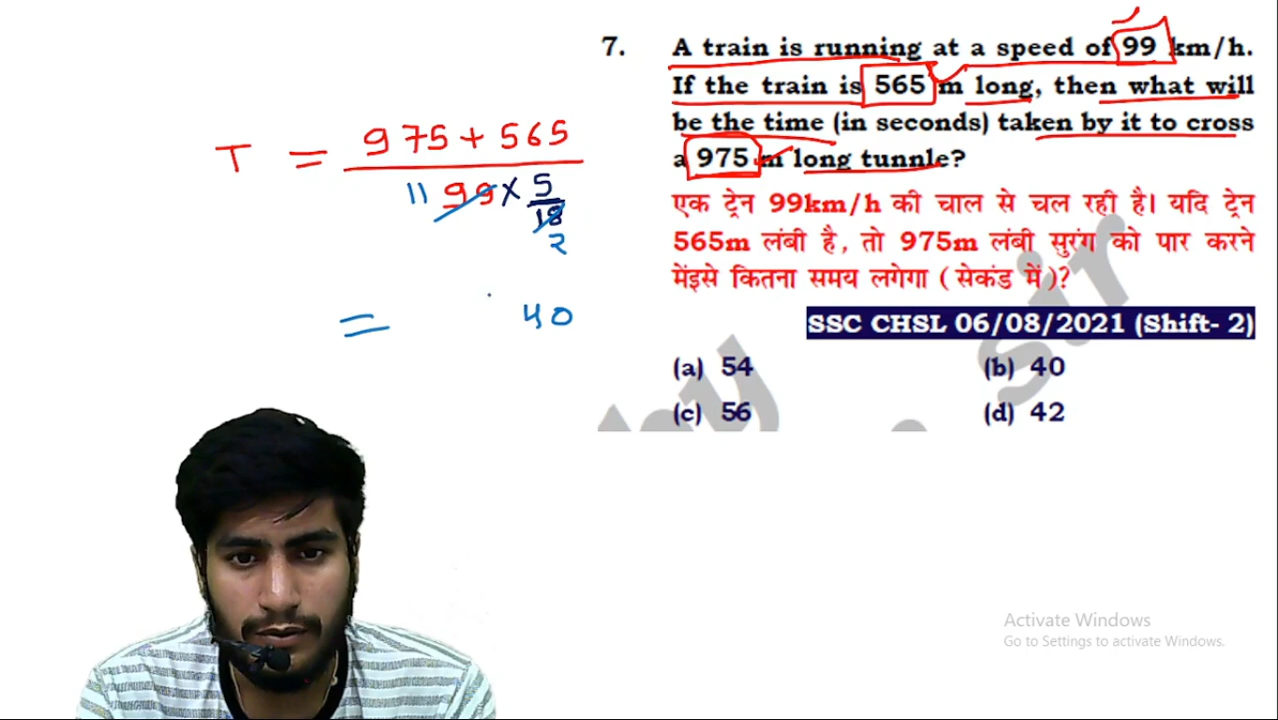 7. A train is running at a speed of 99 km/h.
If the train is 565 m long, then what will
be the time (in seconds) taken by it to cross
a 975 m long tunnle?
एक ट्रेन 99km/h की चाल से चल रही है। यदि ट्रेन
565m लंबी है, तो 975m लंबी सुरंग को पार करने
मेंइसे कितना समय लगेगा ( सेकंड में )?
SSC CHSL 06/08/2021 (Shift- 2)
(a) 54 (b) 40
(c) 56 (d) 42
T = 975 + 565
11 99 × 5
18
2
= 40
by
sir
Activate Windows
Go to Settings to activate Windows.